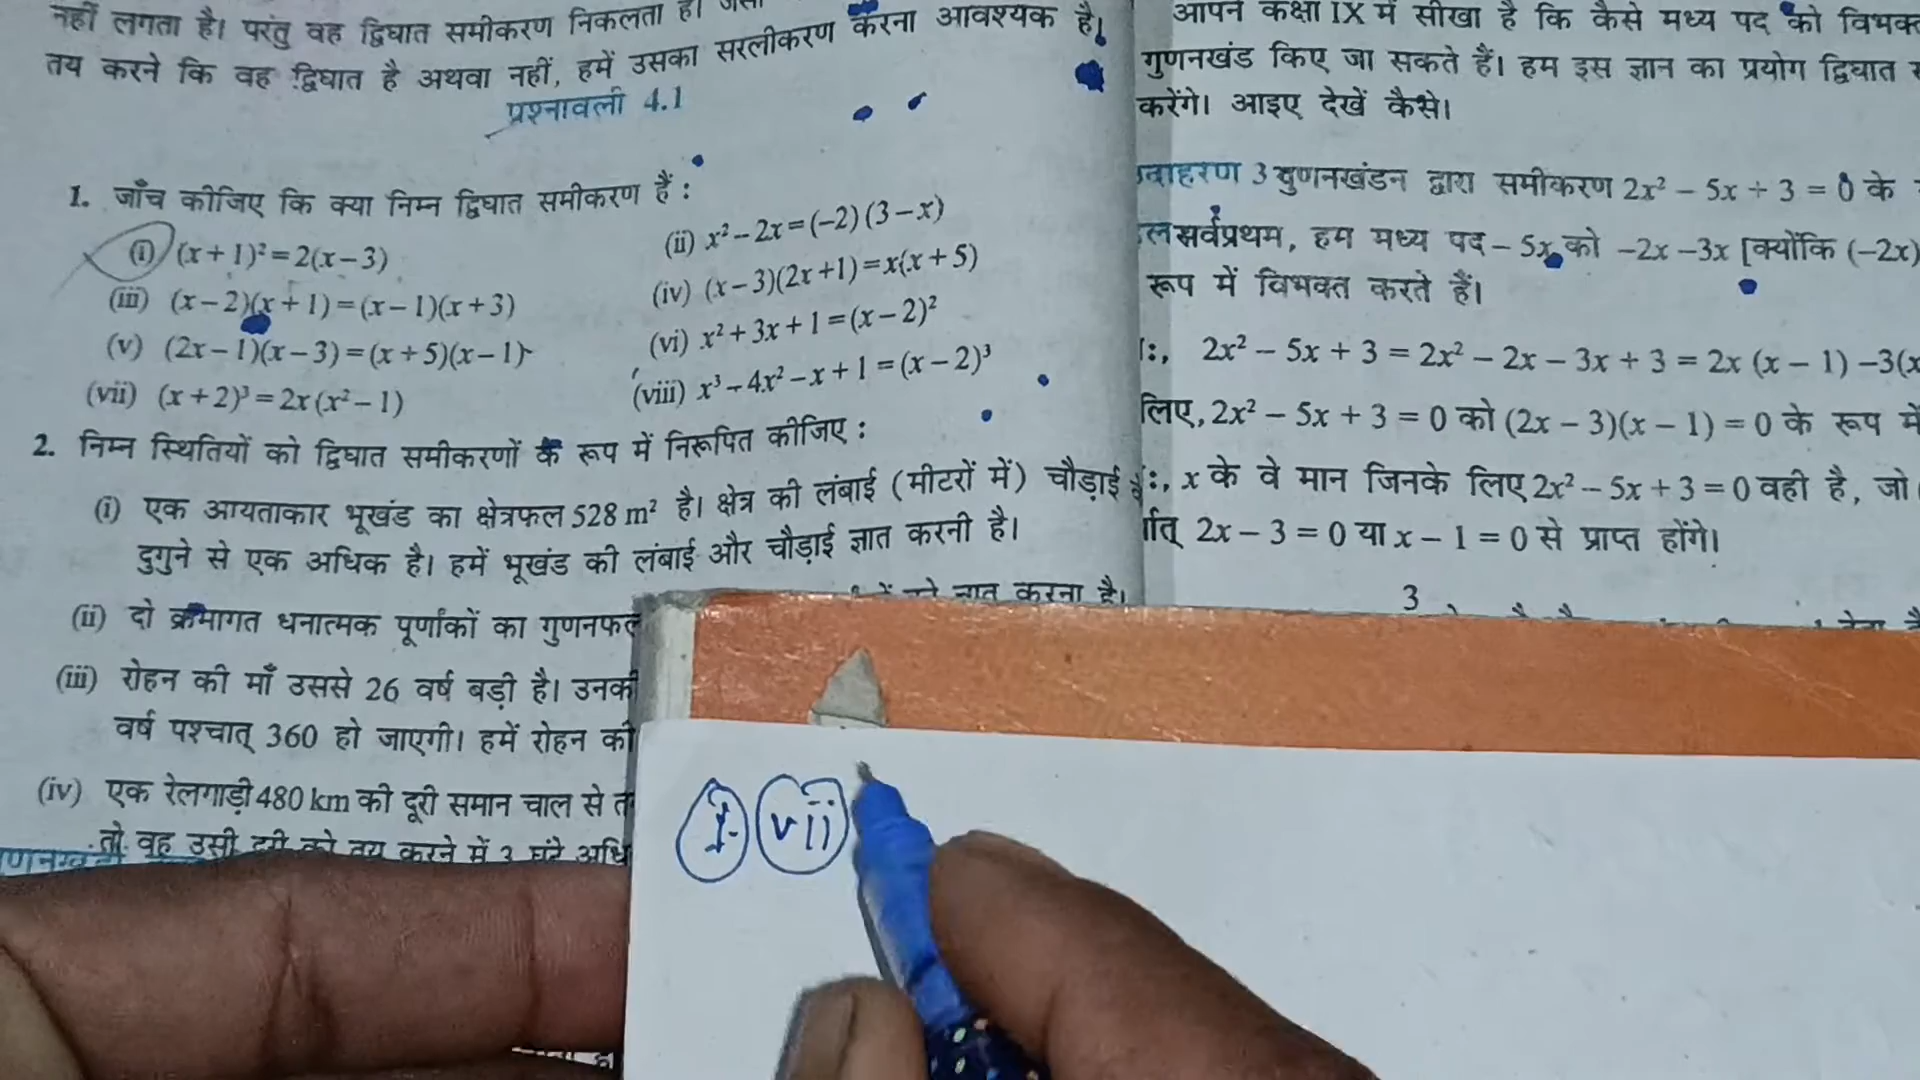 नहीं लगता है। परंतु वह द्विघात समीकरण निकलता है।
तय करने कि वह द्विघात है अथवा नहीं, हमें उसका सरलीकरण करना आवश्यक है।
प्रश्नावली 4.1
1. जाँच कीजिए कि क्या निम्न द्विघात समीकरण हैं :
(i) (x + 1)² = 2(x – 3)
(ii) x² – 2x = (–2) (3 – x)
(iii) (x – 2)(x + 1) = (x – 1)(x + 3)
(iv) (x – 3)(2x +1) = x(x + 5)
(v) (2x – 1)(x – 3) = (x + 5)(x – 1)
(vi) x² + 3x + 1 = (x – 2)²
(vii) (x + 2)³ = 2x (x² – 1)
(viii) x³ – 4x² – x + 1 = (x – 2)³
2. निम्न स्थितियों को द्विघात समीकरणों के रूप में निरूपित कीजिए :
(i) एक आयताकार भूखंड का क्षेत्रफल 528 m² है। क्षेत्र की लंबाई (मीटरों में) चौड़ाई के
दुगुने से एक अधिक है। हमें भूखंड की लंबाई और चौड़ाई ज्ञात करनी है।
(ii) दो क्रमागत धनात्मक पूर्णांकों का गुणनफल
ज्ञात करना है।
(iii) रोहन की माँ उससे 26 वर्ष बड़ी है। उनकी
वर्ष पश्चात् 360 हो जाएगी। हमें रोहन की
(iv) एक रेलगाड़ी 480 km की दूरी समान चाल से
तो वह उसी दूरी को तय करने में 3 घंटे
आपने कक्षा IX में सीखा है कि कैसे मध्य पद को
गुणनखंड किए जा सकते हैं। हम इस ज्ञान का प्रयोग द्विघात
करेंगे। आइए देखें कैसे।
उदाहरण 3 गुणनखंडन द्वारा समीकरण 2x² – 5x + 3 = 0 के
सर्वप्रथम, हम मध्य पद – 5x को –2x –3x [क्योंकि (–2x)
रूप में विभक्त करते हैं।
2x² – 5x + 3 = 2x² – 2x – 3x + 3 = 2x (x – 1) –3(x
लिए, 2x² – 5x + 3 = 0 को (2x – 3)(x – 1) = 0 के रूप में
x के वे मान जिनके लिए 2x² – 5x + 3 = 0 वही है, जो
र्थात् 2x – 3 = 0 या x – 1 = 0 से प्राप्त होंगे।
3
1- vii